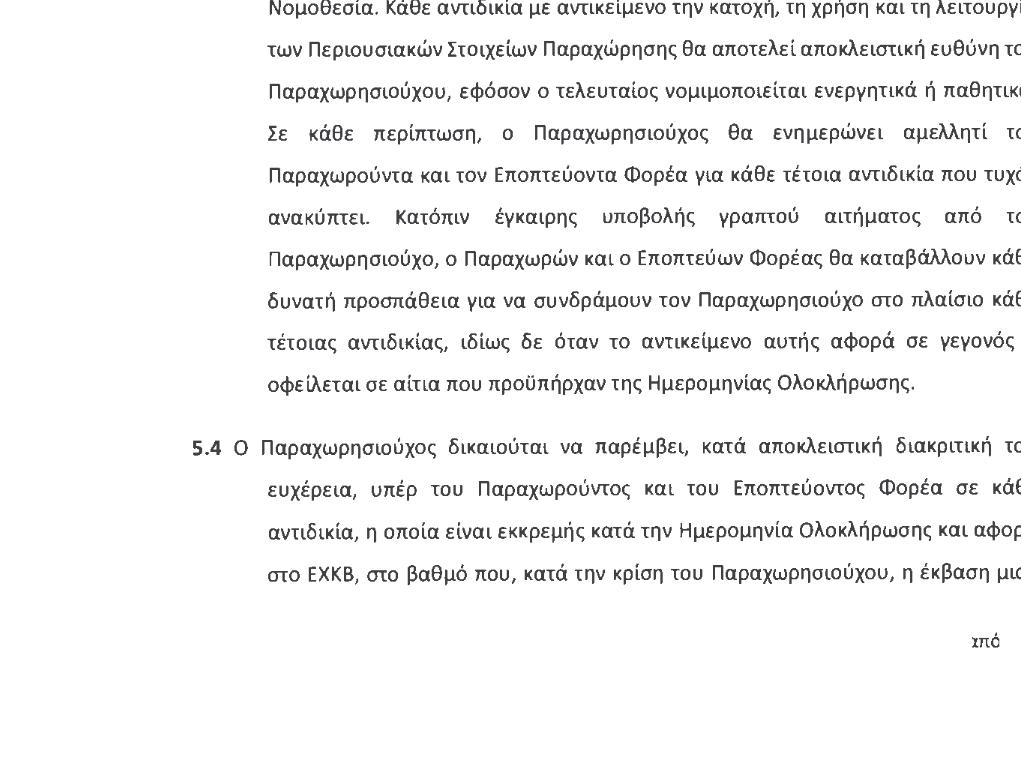 Νομοθεσία. Κάθε αντιδικία με αντικείμενο την κατοχή, τη χρήση και τη λειτουργί
των Περιουσιακών Στοιχείων Παραχώρησης θα αποτελεί αποκλειστική ευθύνη το
Παραχωρησιούχου, εφόσον ο τελευταίος νομιμοποιείται ενεργητικά ή παθητικ
Σε κάθε περίπτωση, ο Παραχωρησιούχος θα ενημερώνει αμελλητί το
Παραχωρούντα και τον Εποπτεύοντα Φορέα για κάθε τέτοια αντιδικία που τυχό
ανακύπτει. Κατόπιν έγκαιρης υποβολής γραπτού αιτήματος από το
Παραχωρησιούχο, ο Παραχωρών και ο Εποπτεύων Φορέας θα καταβάλλουν κάθ
δυνατή προσπάθεια για να συνδράμουν τον Παραχωρησιούχο στο πλαίσιο κάθ
τέτοιας αντιδικίας, ιδίως δε όταν το αντικείμενο αυτής αφορά σε γεγονός
οφείλεται σε αίτια που προϋπήρχαν της Ημερομηνίας Ολοκλήρωσης.
5.4 Ο Παραχωρησιούχος δικαιούται να παρέμβει, κατά αποκλειστική διακριτική το
ευχέρεια, υπέρ του Παραχωρούντος και του Εποπτεύοντος Φορέα σε κάθ
αντιδικία, η οποία είναι εκκρεμής κατά την Ημερομηνία Ολοκλήρωσης και αφορ
στο ΕΧΚΒ, στο βαθμό που, κατά την κρίση του Παραχωρησιούχου, η έκβαση μια